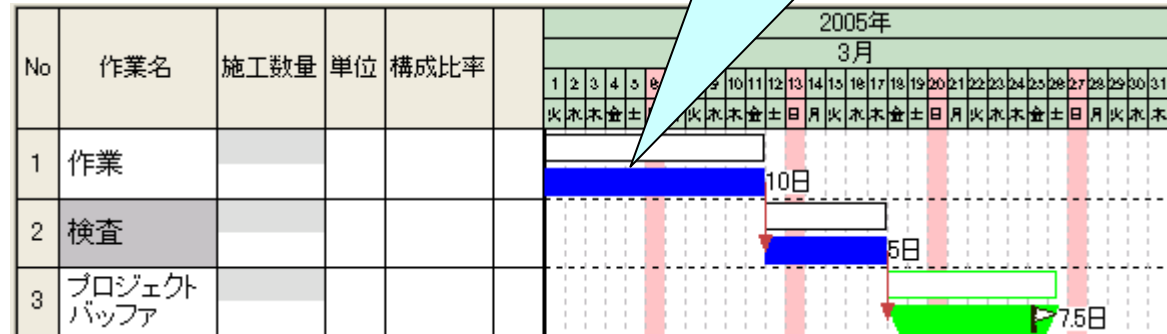 2005年
3月
No 作業名 施工数量 単位 構成比率
1 2 3 4 5 10 11 12 13 14 15 16 17 18 19 20 21 22 23 24 25 26 27 28 29 30 31
火 水 木 金 土 火 水 木 金 土 日 月 火 水 木 金 土 日 月 火 水 木 金 土 日 月 火 水 木
1 作業 10日
2 検査 5日
3 プロジェクト
バッファ 7.5日